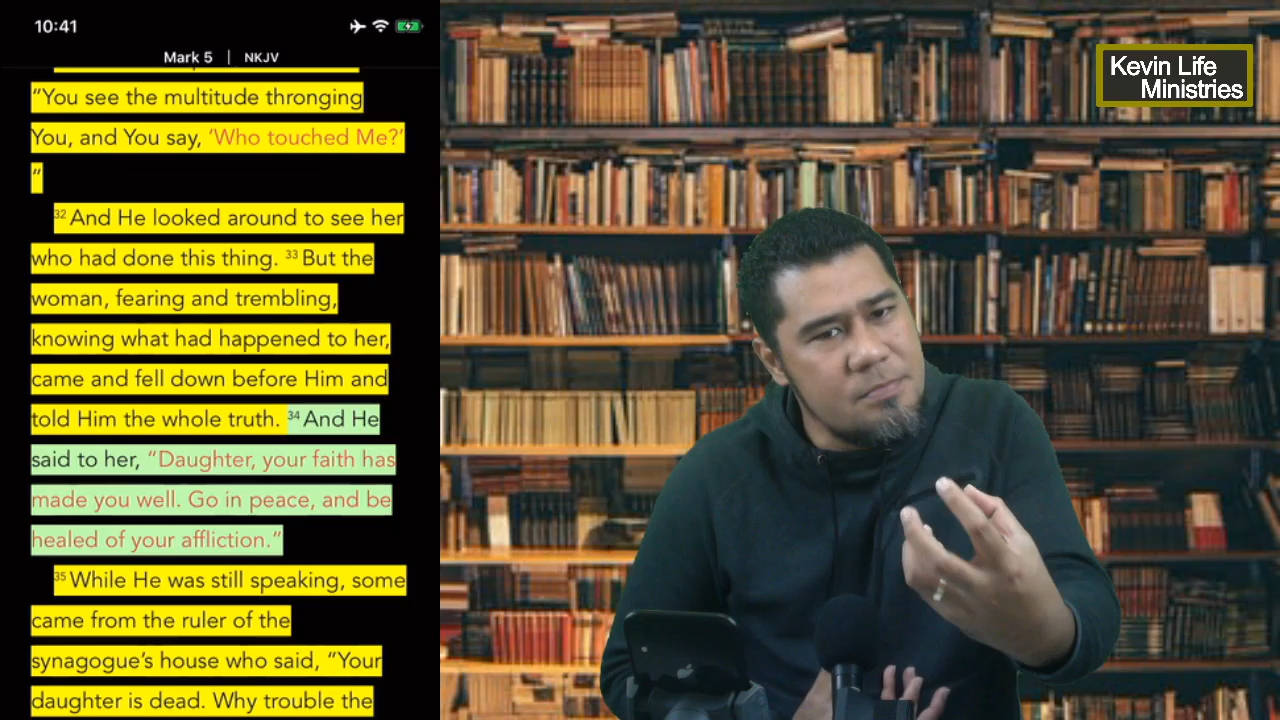 10:41
Mark 5 | NKJV
“You see the multitude thronging
You, and You say, ‘Who touched Me?’
”
32 And He looked around to see her
who had done this thing. 33 But the
woman, fearing and trembling,
knowing what had happened to her,
came and fell down before Him and
told Him the whole truth. 34 And He
said to her, “Daughter, your faith has
made you well. Go in peace, and be
healed of your affliction.”
35 While He was still speaking, some
came from the ruler of the
synagogue’s house who said, “Your
daughter is dead. Why trouble the
Kevin Life
Ministries